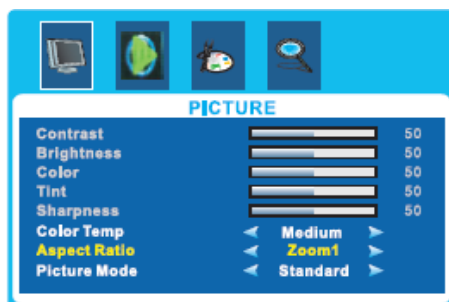 PICTURE
Contrast 50
Brightness 50
Color 50
Tint 50
Sharpness 50
Color Temp Medium
Aspect Ratio Zoom1
Picture Mode Standard